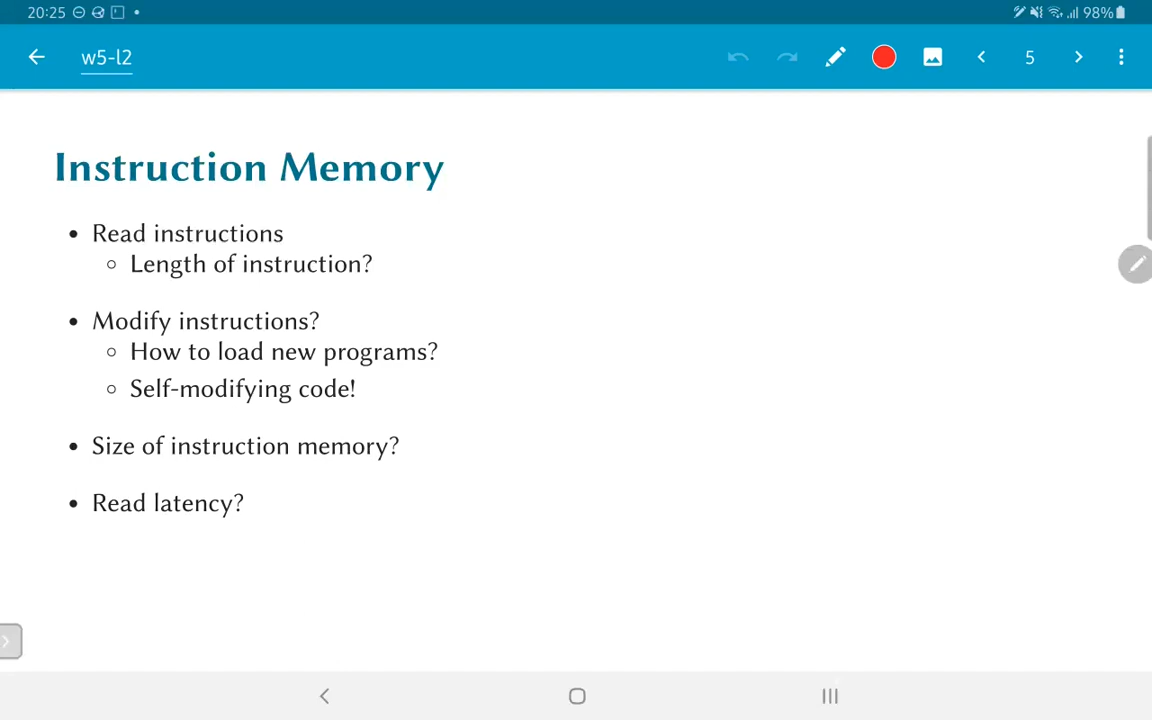 20:25 98%
w5-l2 5
Instruction Memory
• Read instructions
◦ Length of instruction?
• Modify instructions?
◦ How to load new programs?
◦ Self-modifying code!
• Size of instruction memory?
• Read latency?